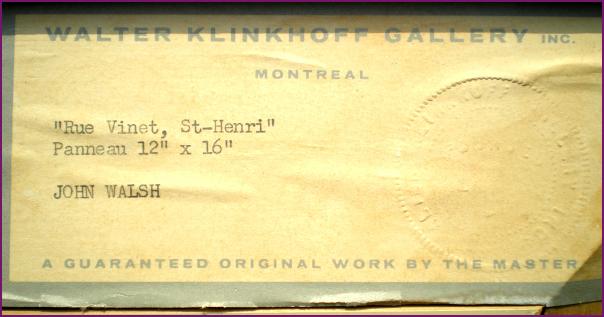 WALTER KLINKHOFF GALLERY INC.
MONTREAL
"Rue Vinet, St-Henri"
Panneau 12" x 16"
JOHN WALSH
A GUARANTEED ORIGINAL WORK BY THE MASTER